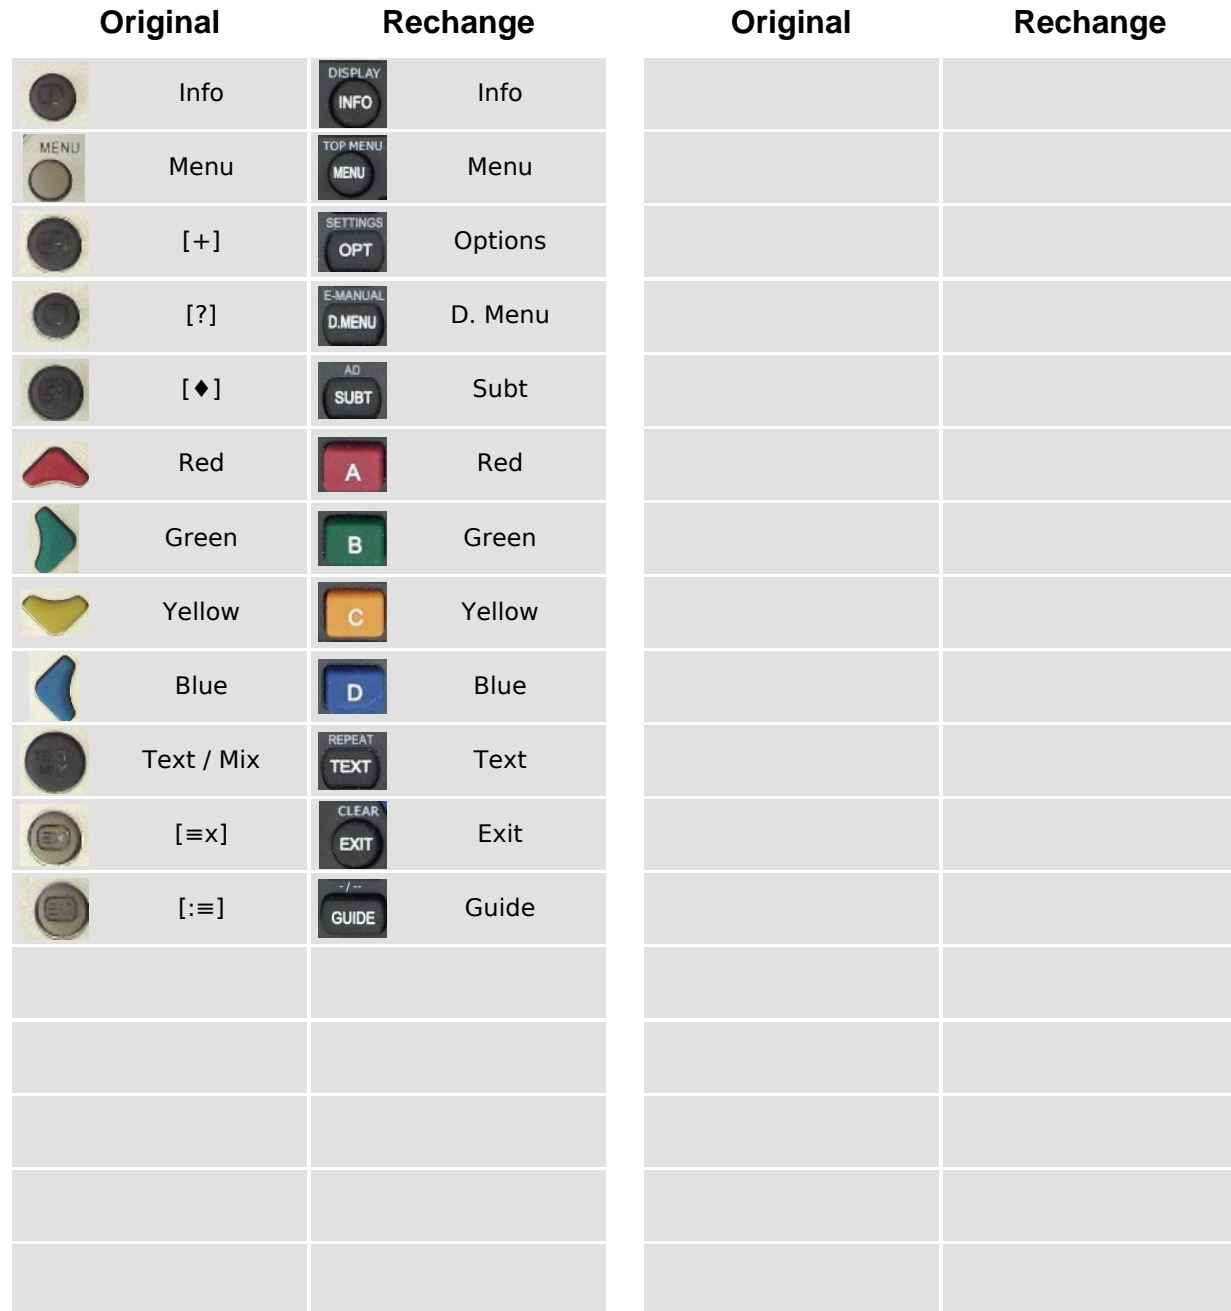 Original Rechange Original Rechange
Info DISPLAY INFO Info
MENU Menu TOP MENU MENU Menu
[+] SETTINGS OPT Options
[?] E-MANUAL D.MENU D. Menu
[♦] AD SUBT Subt
Red A Red
Green B Green
Yellow C Yellow
Blue D Blue
TEXT MIX Text / Mix REPEAT TEXT Text
[≡x] CLEAR EXIT Exit
[:≡] -/-- GUIDE Guide